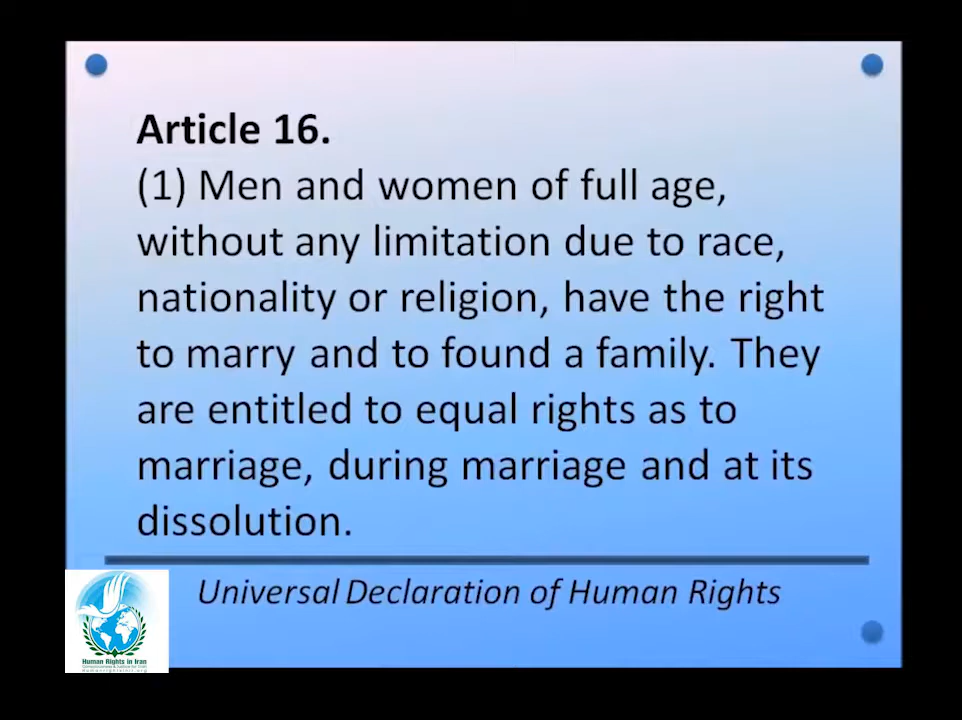 Article 16.
(1) Men and women of full age,
without any limitation due to race,
nationality or religion, have the right
to marry and to found a family. They
are entitled to equal rights as to
marriage, during marriage and at its
dissolution.
Universal Declaration of Human Rights
Human Rights in Iran